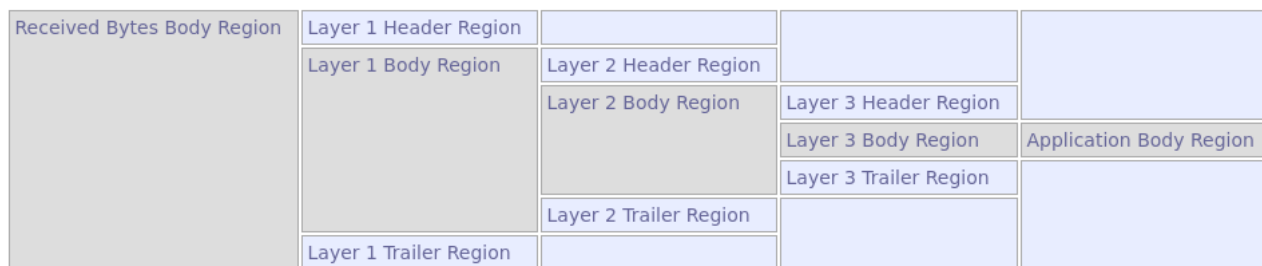 Received Bytes Body Region
Layer 1 Header Region
Layer 1 Body Region
Layer 2 Header Region
Layer 2 Body Region
Layer 3 Header Region
Layer 3 Body Region
Application Body Region
Layer 3 Trailer Region
Layer 2 Trailer Region
Layer 1 Trailer Region